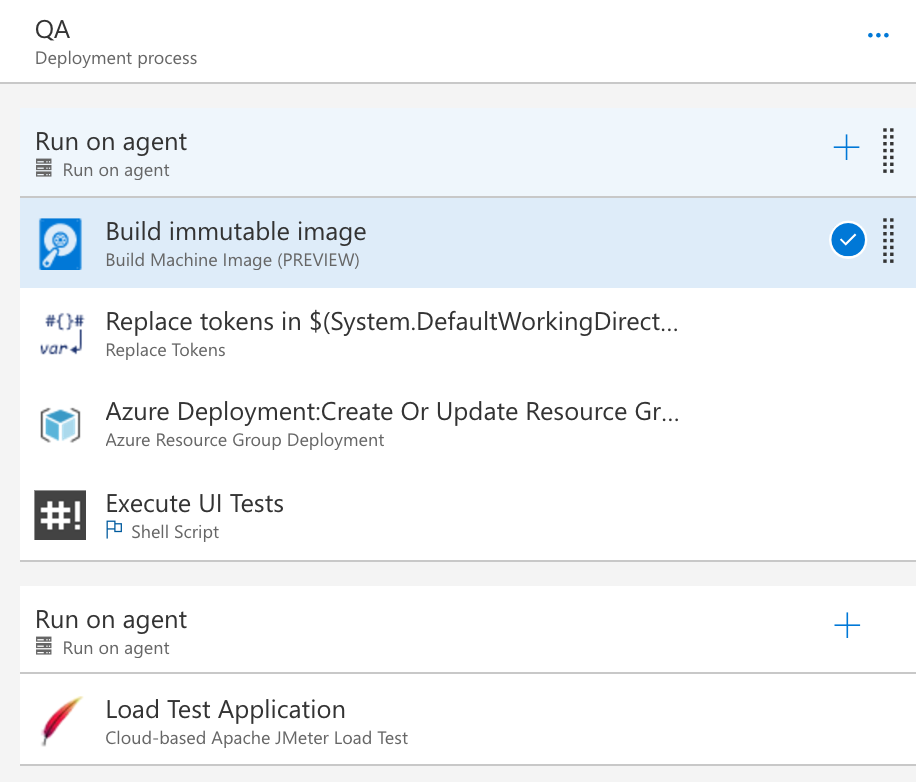 QA
Deployment process
Run on agent
Run on agent
Build immutable image
Build Machine Image (PREVIEW)
#{}#
var
Replace tokens in $(System.DefaultWorkingDirect...
Replace Tokens
Azure Deployment:Create Or Update Resource Gr...
Azure Resource Group Deployment
#!
Execute UI Tests
Shell Script
Run on agent
Run on agent
Load Test Application
Cloud-based Apache JMeter Load Test